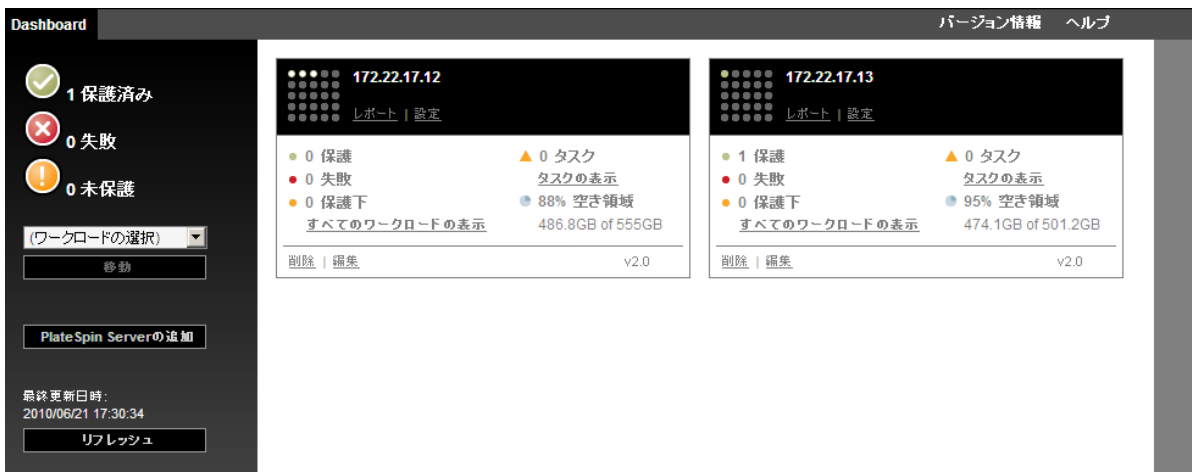 Dashboard
バージョン情報 ヘルプ
1 保護済み
0 失敗
0 未保護
(ワークロードの選択)
移動
PlateSpin Serverの追加
最終更新日時:
2010/06/21 17:30:34
リフレッシュ
172.22.17.12
レポート | 設定
0 保護
0 失敗
0 保護下
すべてのワークロードの表示
0 タスク
タスクの表示
88% 空き領域
486.8GB of 555GB
削除 | 編集
v2.0
172.22.17.13
レポート | 設定
1 保護
0 失敗
0 保護下
すべてのワークロードの表示
0 タスク
タスクの表示
95% 空き領域
474.1GB of 501.2GB
削除 | 編集
v2.0